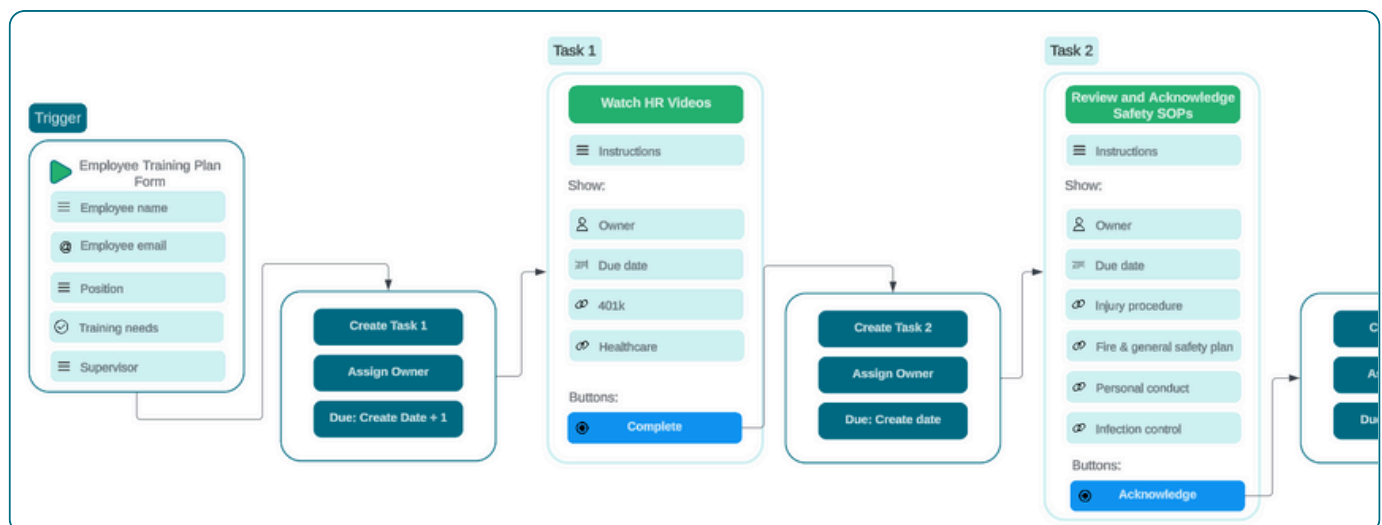 Trigger
Employee Training Plan
Form
Employee name
@ Employee email
Position
Training needs
Supervisor
Create Task 1
Assign Owner
Due: Create Date + 1
Task 1
Watch HR Videos
Instructions
Show:
Owner
Due date
401k
Healthcare
Buttons:
Complete
Create Task 2
Assign Owner
Due: Create date
Task 2
Review and Acknowledge
Safety SOPs
Instructions
Show:
Owner
Due date
Injury procedure
Fire & general safety plan
Personal conduct
Infection control
Buttons:
Acknowledge